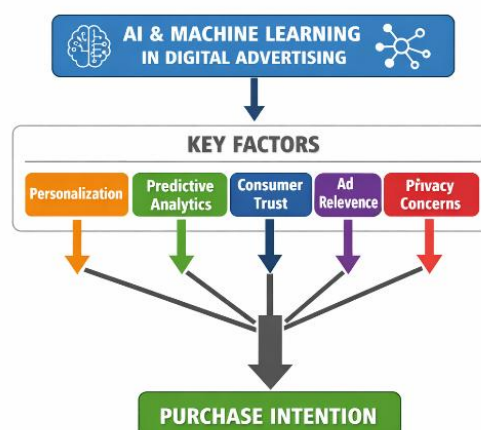 AI & MACHINE LEARNING
IN DIGITAL ADVERTISING
KEY FACTORS
Personalization
Predictive
Analytics
Consumer
Trust
Ad
Relevence
Privacy
Concerns
PURCHASE INTENTION